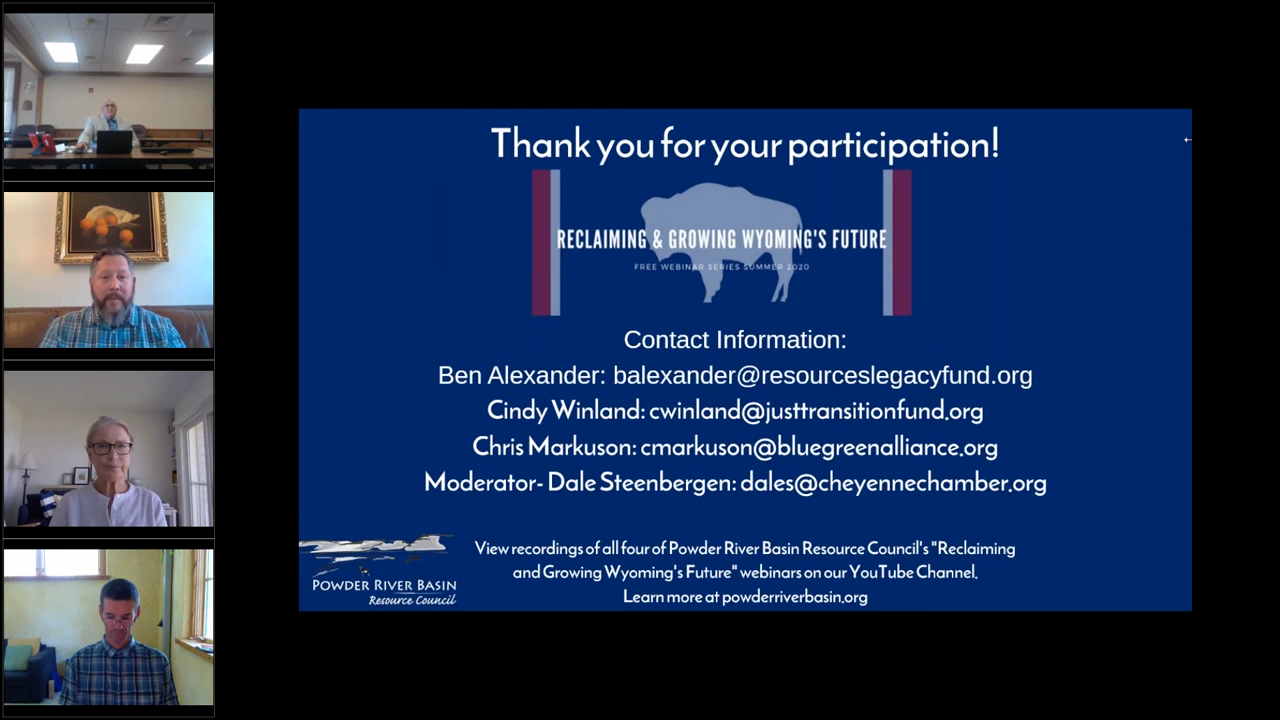 Thank you for your participation!
RECLAIMING & GROWING WYOMING'S FUTURE
FREE WEBINAR SERIES SUMMER 2020
Contact Information:
Ben Alexander: balexander@resourceslegacyfund.org
Cindy Winland: cwinland@justtransitionfund.org
Chris Markuson: cmarkuson@bluegreenalliance.org
Moderator- Dale Steenbergen: dales@cheyennechamber.org
View recordings of all four of Powder River Basin Resource Council's "Reclaiming
and Growing Wyoming's Future" webinars on our YouTube Channel.
Learn more at powderriverbasin.org
POWDER RIVER BASIN
Resource Council